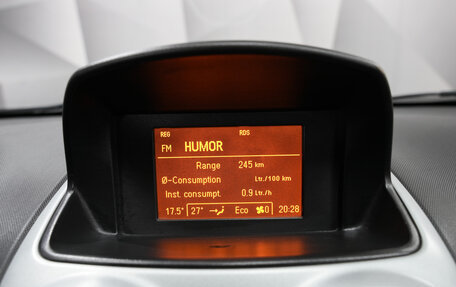 REG RDS
FM HUMOR
Range 245 km
Ø-Consumption Ltr./100 km
Inst consumpt. 0.9 Ltr./h
17.5° 27° Eco 0 20:28